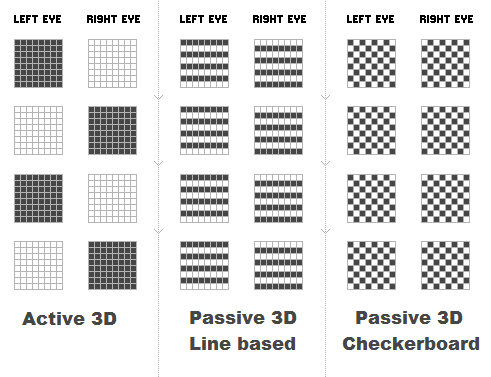 LEFT EYE RIGHT EYE LEFT EYE RIGHT EYE LEFT EYE RIGHT EYE
Active 3D
Passive 3D
Line based
Passive 3D
Checkerboard